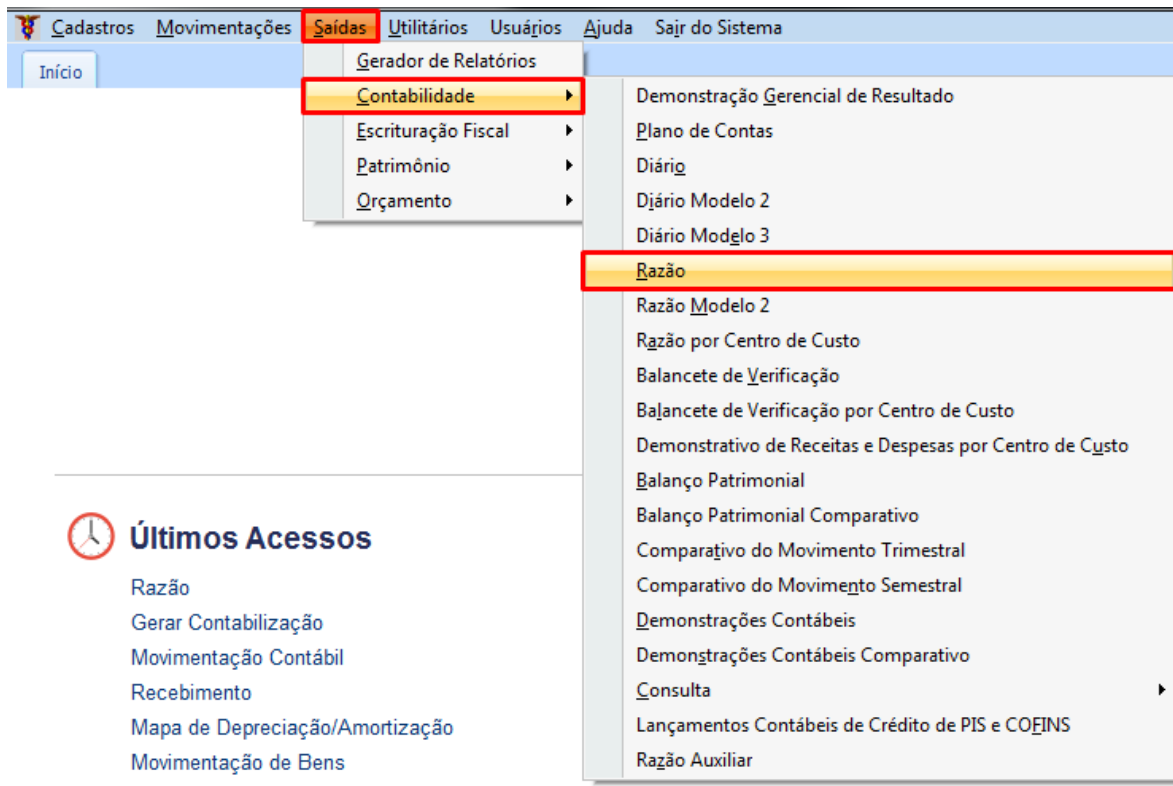 Cadastros Movimentações Saídas Utilitários Usuários Ajuda Sair do Sistema
Início
Gerador de Relatórios
Contabilidade
Escrituração Fiscal
Patrimônio
Orçamento
Demonstração Gerencial de Resultado
Plano de Contas
Diário
Diário Modelo 2
Diário Modelo 3
Razão
Razão Modelo 2
Razão por Centro de Custo
Balancete de Verificação
Balancete de Verificação por Centro de Custo
Demonstrativo de Receitas e Despesas por Centro de Custo
Balanço Patrimonial
Balanço Patrimonial Comparativo
Comparativo do Movimento Trimestral
Comparativo do Movimento Semestral
Demonstrações Contábeis
Demonstrações Contábeis Comparativo
Consulta
Lançamentos Contábeis de Crédito de PIS e COFINS
Razão Auxiliar
Últimos Acessos
Razão
Gerar Contabilização
Movimentação Contábil
Recebimento
Mapa de Depreciação/Amortização
Movimentação de Bens